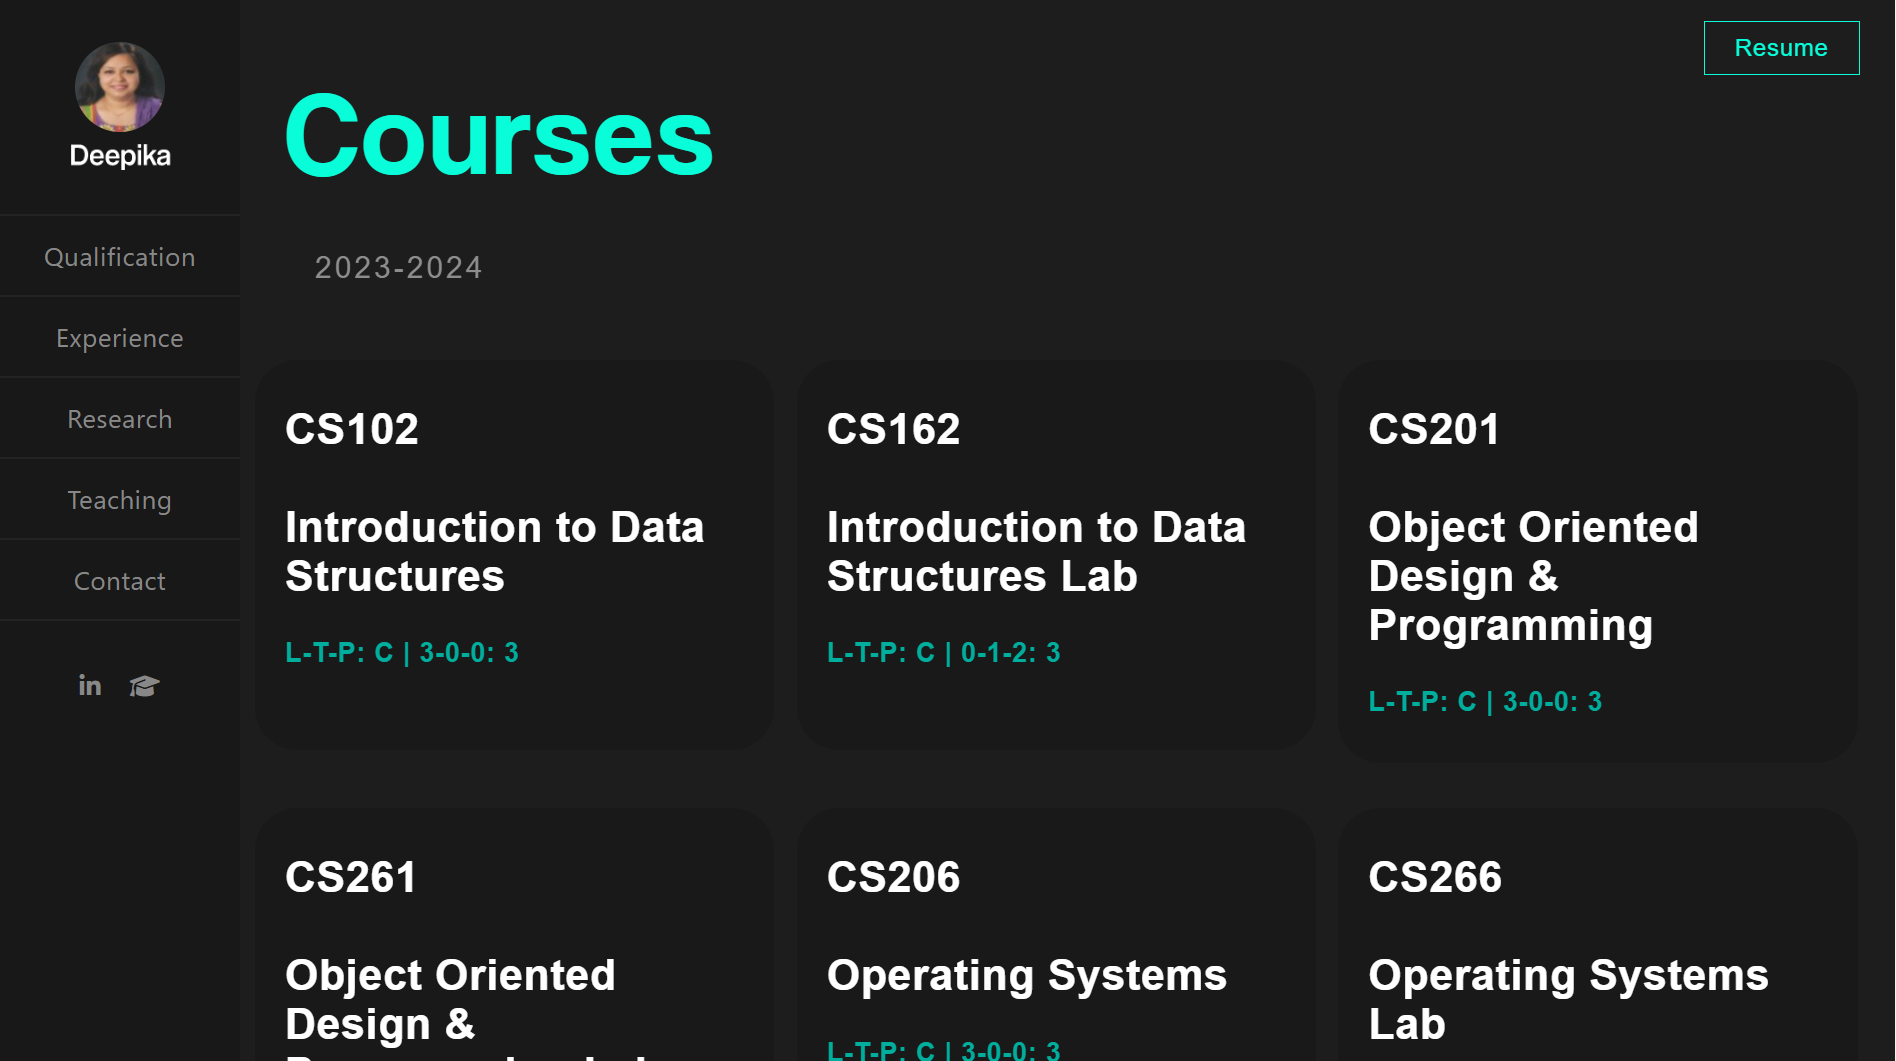 Resume
Deepika
Qualification
Experience
Research
Teaching
Contact
in
Courses
2023-2024
CS102
Introduction to Data
Structures
L-T-P: C | 3-0-0: 3
CS162
Introduction to Data
Structures Lab
L-T-P: C | 0-1-2: 3
CS201
Object Oriented
Design &
Programming
L-T-P: C | 3-0-0: 3
CS261
Object Oriented
Design &
CS206
Operating Systems
L-T-P: C | 3-0-0: 3
CS266
Operating Systems
Lab